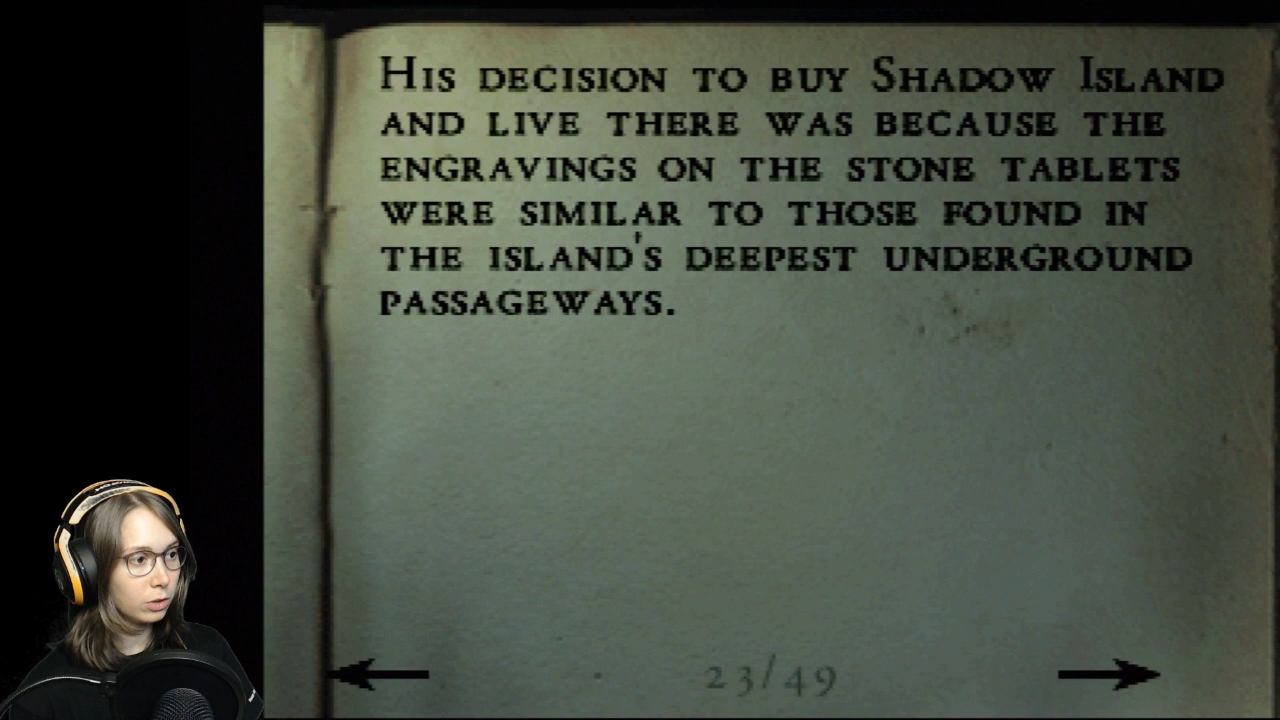 His decision to buy Shadow Island
and live there was because the
engravings on the stone tablets
were similar to those found in
the island's deepest underground
passageways.
23/49